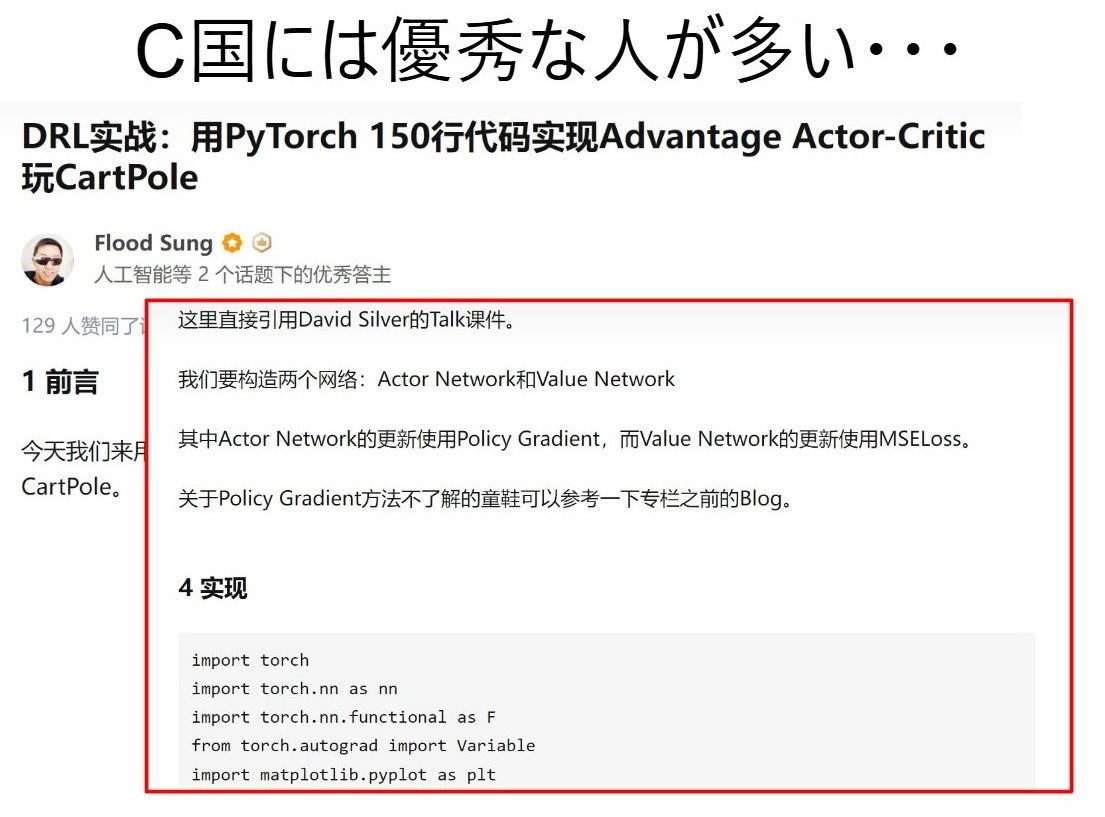 C国には優秀な人が多い・・・
DRL实战：用PyTorch 150行代码实现Advantage Actor-Critic
玩CartPole
Flood Sung
人工智能等 2 个话题下的优秀答主
129 人赞同了
1 前言
今天我们来用
CartPole。
这里直接引用David Silver的Talk课件。
我们要构造两个网络：Actor Network和Value Network
其中Actor Network的更新使用Policy Gradient，而Value Network的更新使用MSELoss。
关于Policy Gradient方法不了解的童鞋可以参考一下专栏之前的Blog。
4 实现
import torch
import torch.nn as nn
import torch.nn.functional as F
from torch.autograd import Variable
import matplotlib.pyplot as plt